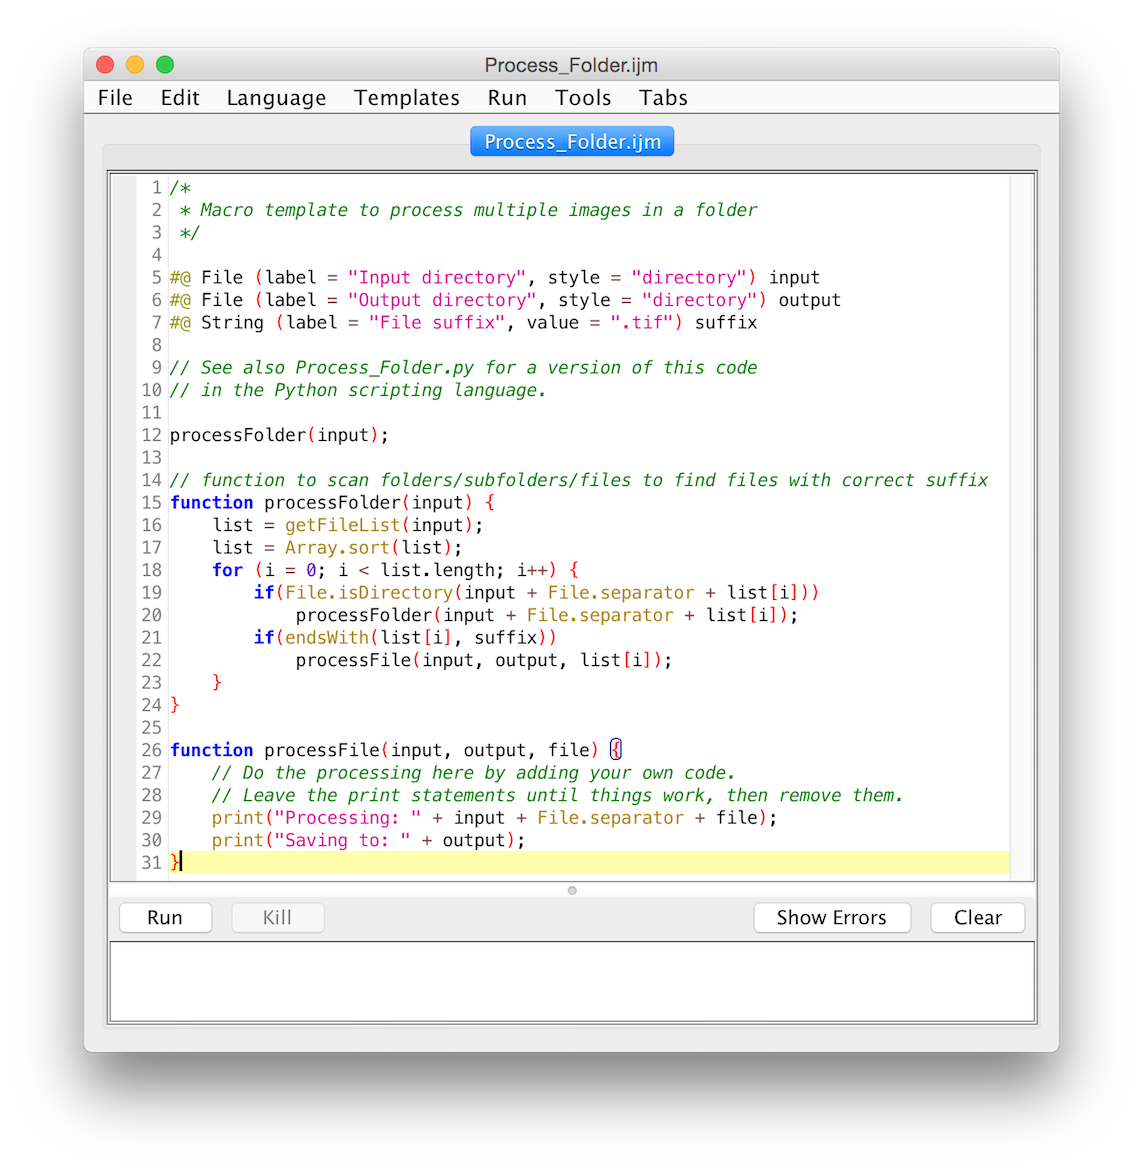 Process_Folder.ijm
File Edit Language Templates Run Tools Tabs
Process_Folder.ijm
1 /*
2  * Macro template to process multiple images in a folder
3  */
4
5 #@ File (label = "Input directory", style = "directory") input
6 #@ File (label = "Output directory", style = "directory") output
7 #@ String (label = "File suffix", value = ".tif") suffix
8
9 // See also Process_Folder.py for a version of this code
10 // in the Python scripting language.
11
12 processFolder(input);
13
14 // function to scan folders/subfolders/files to find files with correct suffix
15 function processFolder(input) {
16     list = getFileList(input);
17     list = Array.sort(list);
18     for (i = 0; i < list.length; i++) {
19         if(File.isDirectory(input + File.separator + list[i]))
20             processFolder(input + File.separator + list[i]);
21         if(endsWith(list[i], suffix))
22             processFile(input, output, list[i]);
23     }
24 }
25
26 function processFile(input, output, file) {
27     // Do the processing here by adding your own code.
28     // Leave the print statements until things work, then remove them.
29     print("Processing: " + input + File.separator + file);
30     print("Saving to: " + output);
31 }
Run Kill Show Errors Clear